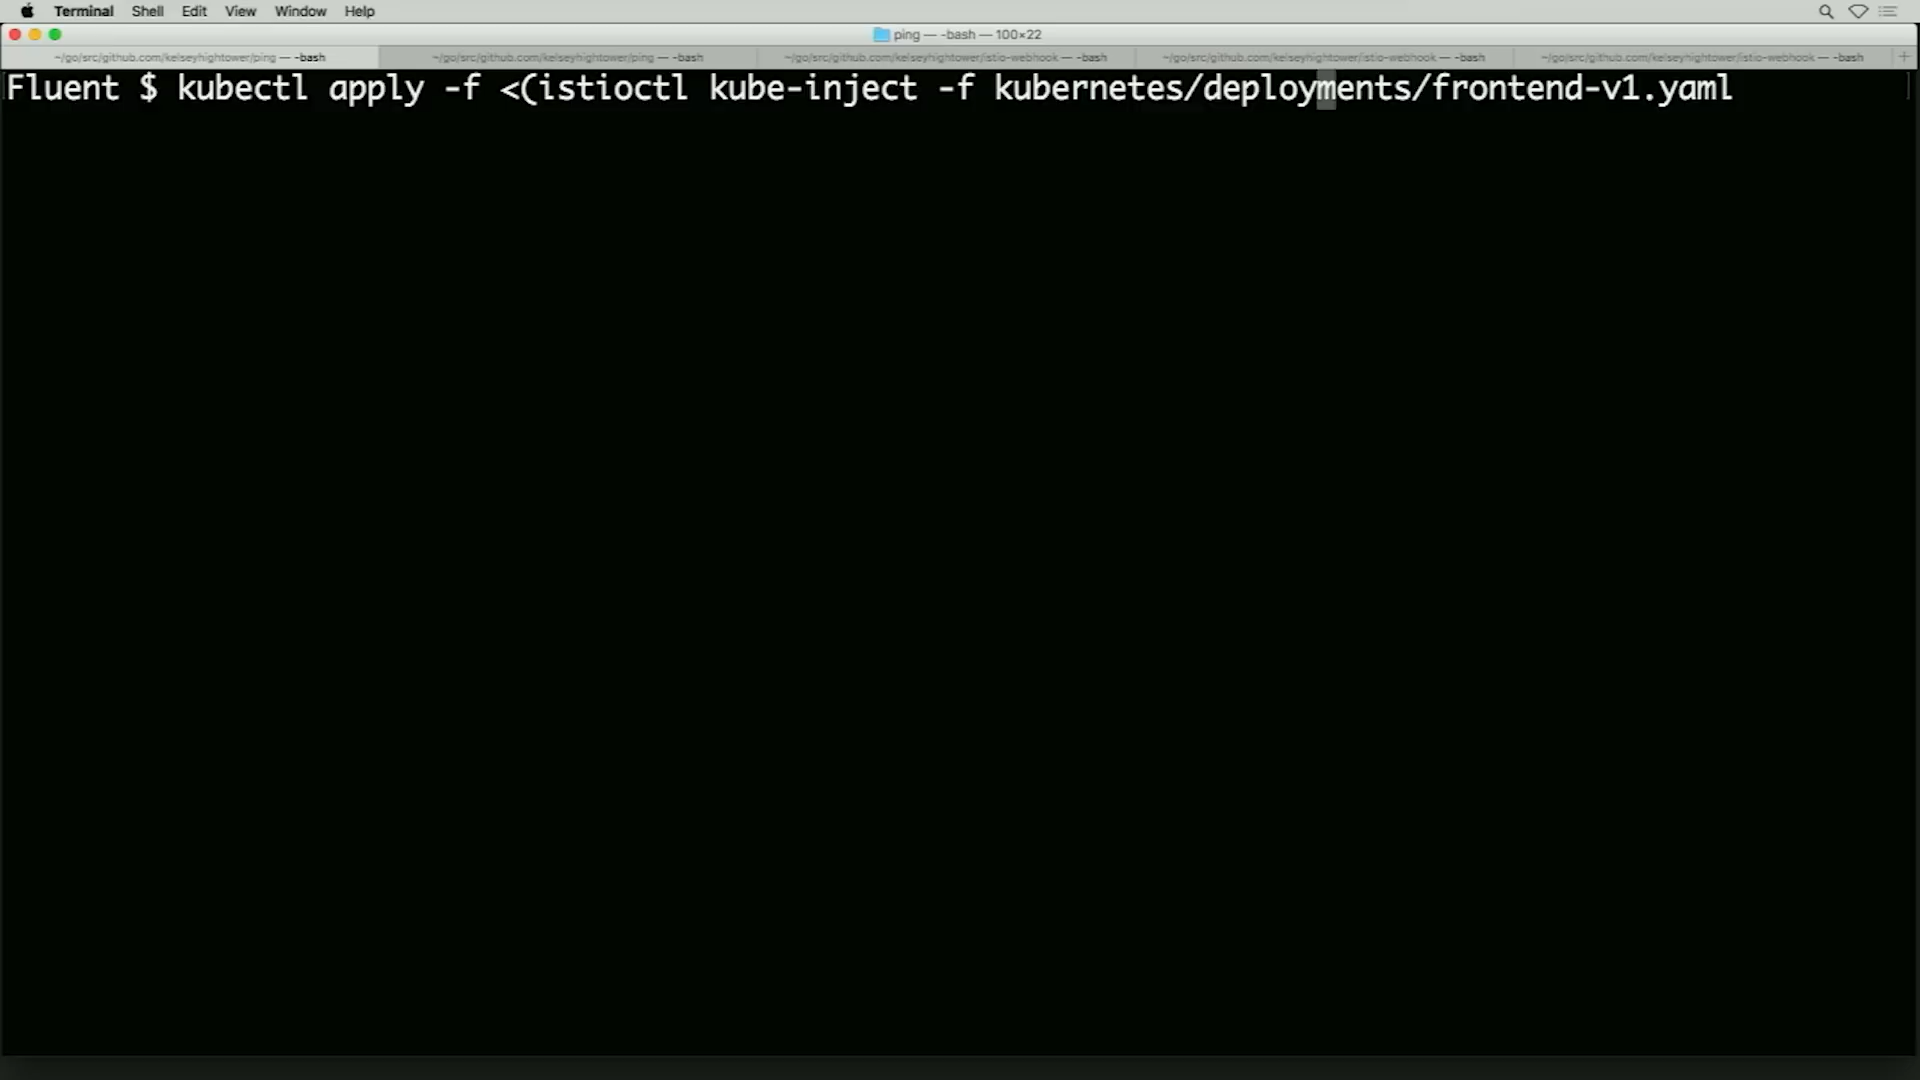 Terminal Shell Edit View Window Help
ping — -bash — 100×22
~/go/src/github.com/kelseyhightower/ping — -bash ~/go/src/github.com/kelseyhightower/ping — -bash ~/go/src/github.com/kelseyhightower/istio-webhook — -bash ~/go/src/github.com/kelseyhightower/istio-webhook — -bash ~/go/src/github.com/kelseyhightower/istio-webhook — -bash +
Fluent $ kubectl apply -f <(istioctl kube-inject -f kubernetes/deployments/frontend-v1.yaml